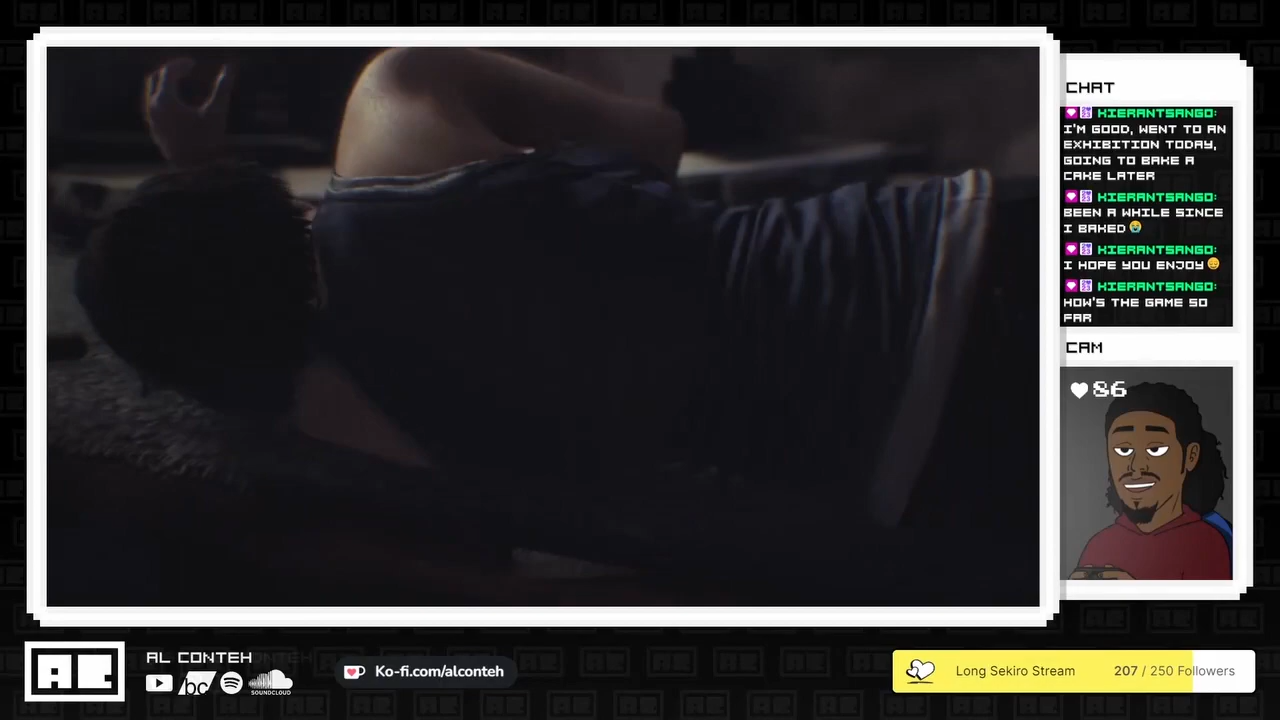 CHAT
KIERANTSANGO:
I'M GOOD, WENT TO AN
EXHIBITION TODAY,
GOING TO BAKE A
CAKE LATER
KIERANTSANGO:
BEEN A WHILE SINCE
I BAKED 😭
KIERANTSANGO:
I HOPE YOU ENJOY 😔
KIERANTSANGO:
HOW'S THE GAME SO
FAR
CAM
86
AC
AL CONTEH
bc
SOUNDCLOUD
Ko-fi.com/alconteh
Long Sekiro Stream 207 / 250 Followers